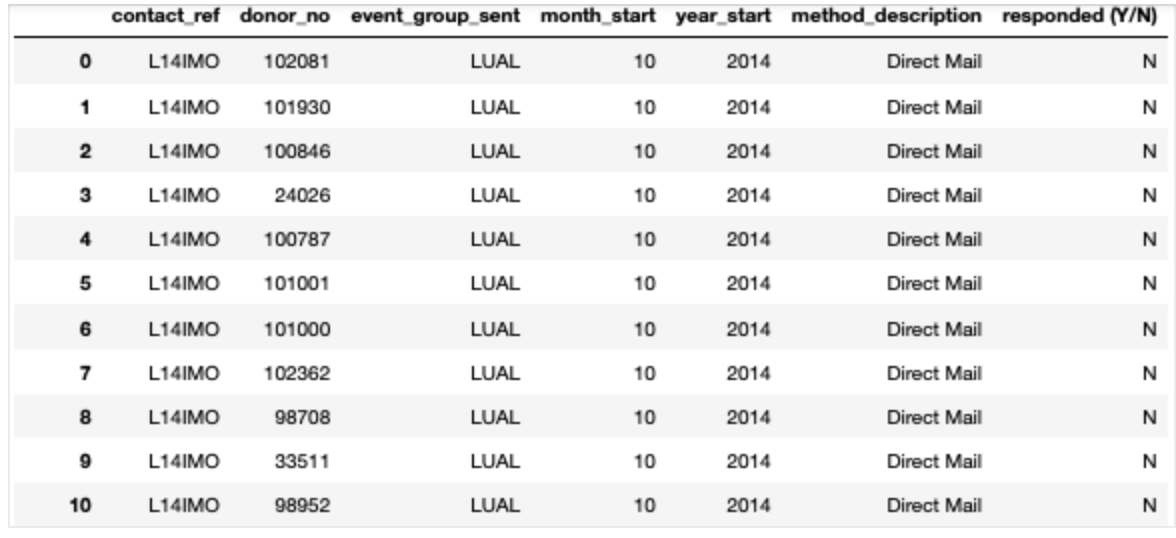 contact_ref donor_no event_group_sent month_start year_start method_description responded (Y/N)
0 L14IMO 102081 LUAL 10 2014 Direct Mail N
1 L14IMO 101930 LUAL 10 2014 Direct Mail N
2 L14IMO 100846 LUAL 10 2014 Direct Mail N
3 L14IMO 24026 LUAL 10 2014 Direct Mail N
4 L14IMO 100787 LUAL 10 2014 Direct Mail N
5 L14IMO 101001 LUAL 10 2014 Direct Mail N
6 L14IMO 101000 LUAL 10 2014 Direct Mail N
7 L14IMO 102362 LUAL 10 2014 Direct Mail N
8 L14IMO 98708 LUAL 10 2014 Direct Mail N
9 L14IMO 33511 LUAL 10 2014 Direct Mail N
10 L14IMO 98952 LUAL 10 2014 Direct Mail N